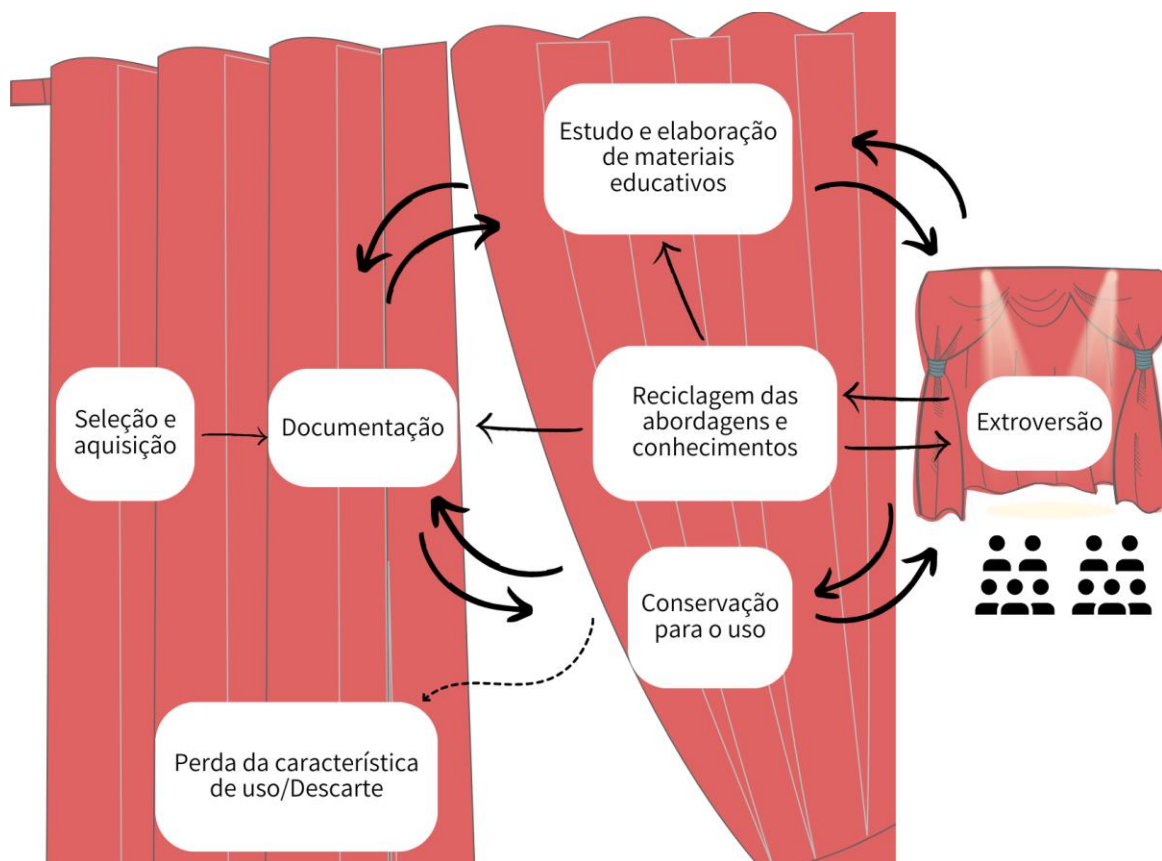 Estudo e elaboração
de materiais
educativos
Seleção e
aquisição
Documentação
Reciclagem das
abordagens e
conhecimentos
Extroversão
Conservação
para o uso
Perda da característica
de uso/Descarte